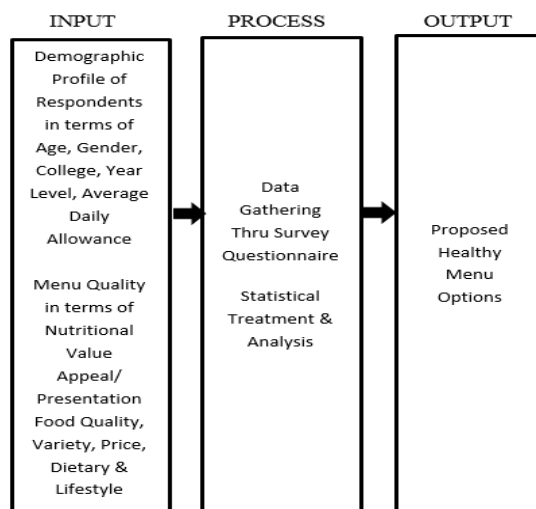 INPUT
Demographic
Profile of
Respondents
in terms of
Age, Gender,
College, Year
Level, Average
Daily
Allowance
Menu Quality
in terms of
Nutritional
Value
Appeal/
Presentation
Food Quality,
Variety, Price,
Dietary &
Lifestyle
PROCESS
Data
Gathering
Thru Survey
Questionnaire
Statistical
Treatment &
Analysis
OUTPUT
Proposed
Healthy
Menu
Options